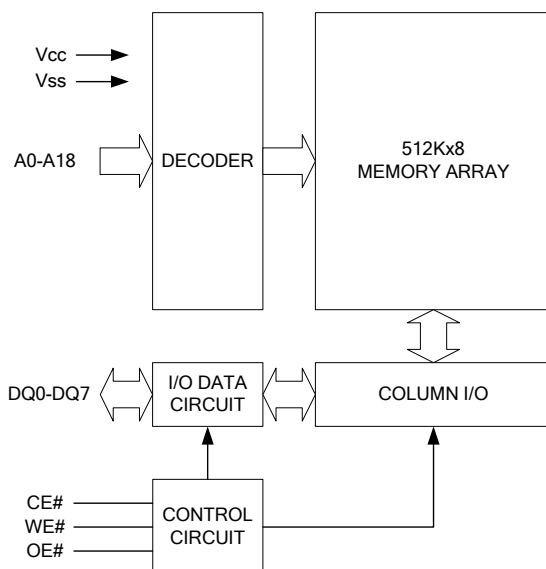 Vcc
Vss
A0-A18
DECODER
512Kx8
MEMORY ARRAY
DQ0-DQ7
I/O DATA
CIRCUIT
COLUMN I/O
CE#
WE#
OE#
CONTROL
CIRCUIT